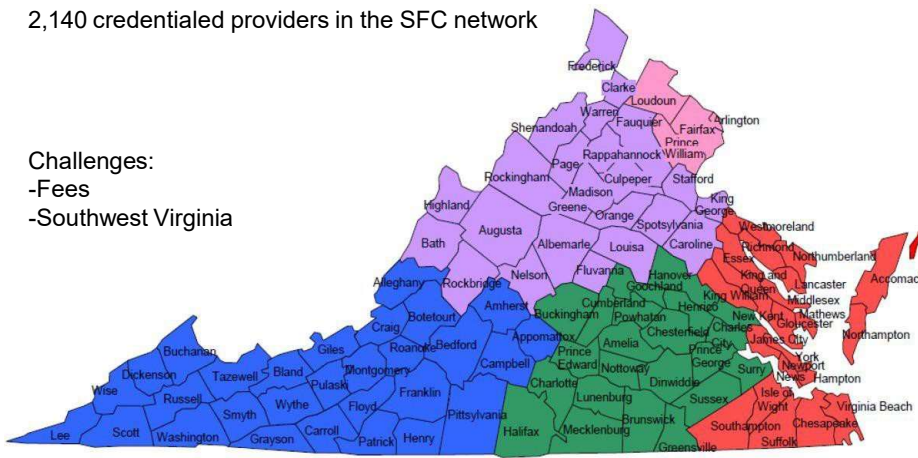 2,140 credentialed providers in the SFC network
Challenges:
-Fees
-Southwest Virginia
Frederick
Clarke
Loudoun
Warren
Fauquier
Arlington
Fairfax
Shenandoah
Prince
William
Page
Rappahannock
Rockingham
Culpeper
Stafford
Madison
King
George
Highland
Greene
Orange
Spotsylvania
Westmoreland
Augusta
Richmond
Bath
Albemarle
Louisa
Caroline
Essex
Northumberland
Alleghany
Rockbridge
Nelson
Fluvanna
Hanover
King and
Queen
Lancaster
Accomac
Goochland
Botetourt
Amherst
Buckingham
Cumberland
Henrico
King William
Middlesex
Powhatan
New Kent
Mathews
Craig
Appomattox
Chesterfield
Charles
City
Gloucester
Northampton
Buchanan
Giles
Roanoke
Bedford
Prince
Edward
Amelia
James City
Dickenson
Tazewell
Bland
Montgomery
Campbell
Nottoway
Prince
George
Surry
York
Newport
News
Hampton
Wise
Russell
Pulaski
Franklin
Charlotte
Dinwiddie
Isle of
Wight
Wythe
Floyd
Lunenburg
Sussex
Virginia Beach
Smyth
Pittsylvania
Lee
Scott
Washington
Grayson
Carroll
Patrick
Henry
Halifax
Mecklenburg
Brunswick
Greensville
Southampton
Suffolk
Chesapeake